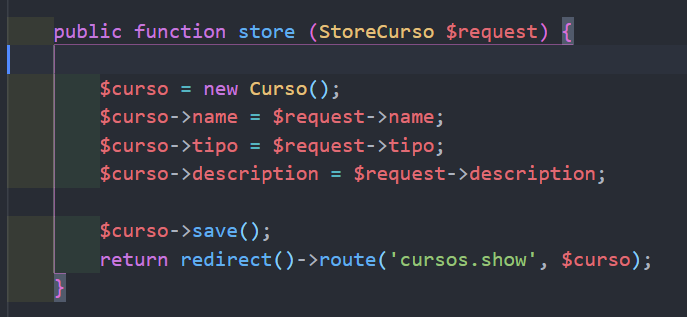 public function store (StoreCurso $request) {
$curso = new Curso();
$curso->name = $request->name;
$curso->tipo = $request->tipo;
$curso->description = $request->description;
$curso->save();
return redirect()->route('cursos.show', $curso);
}